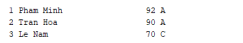 1 Pham Minh 92 A
2 Tran Hoa 90 A
3 Le Nam 70 C